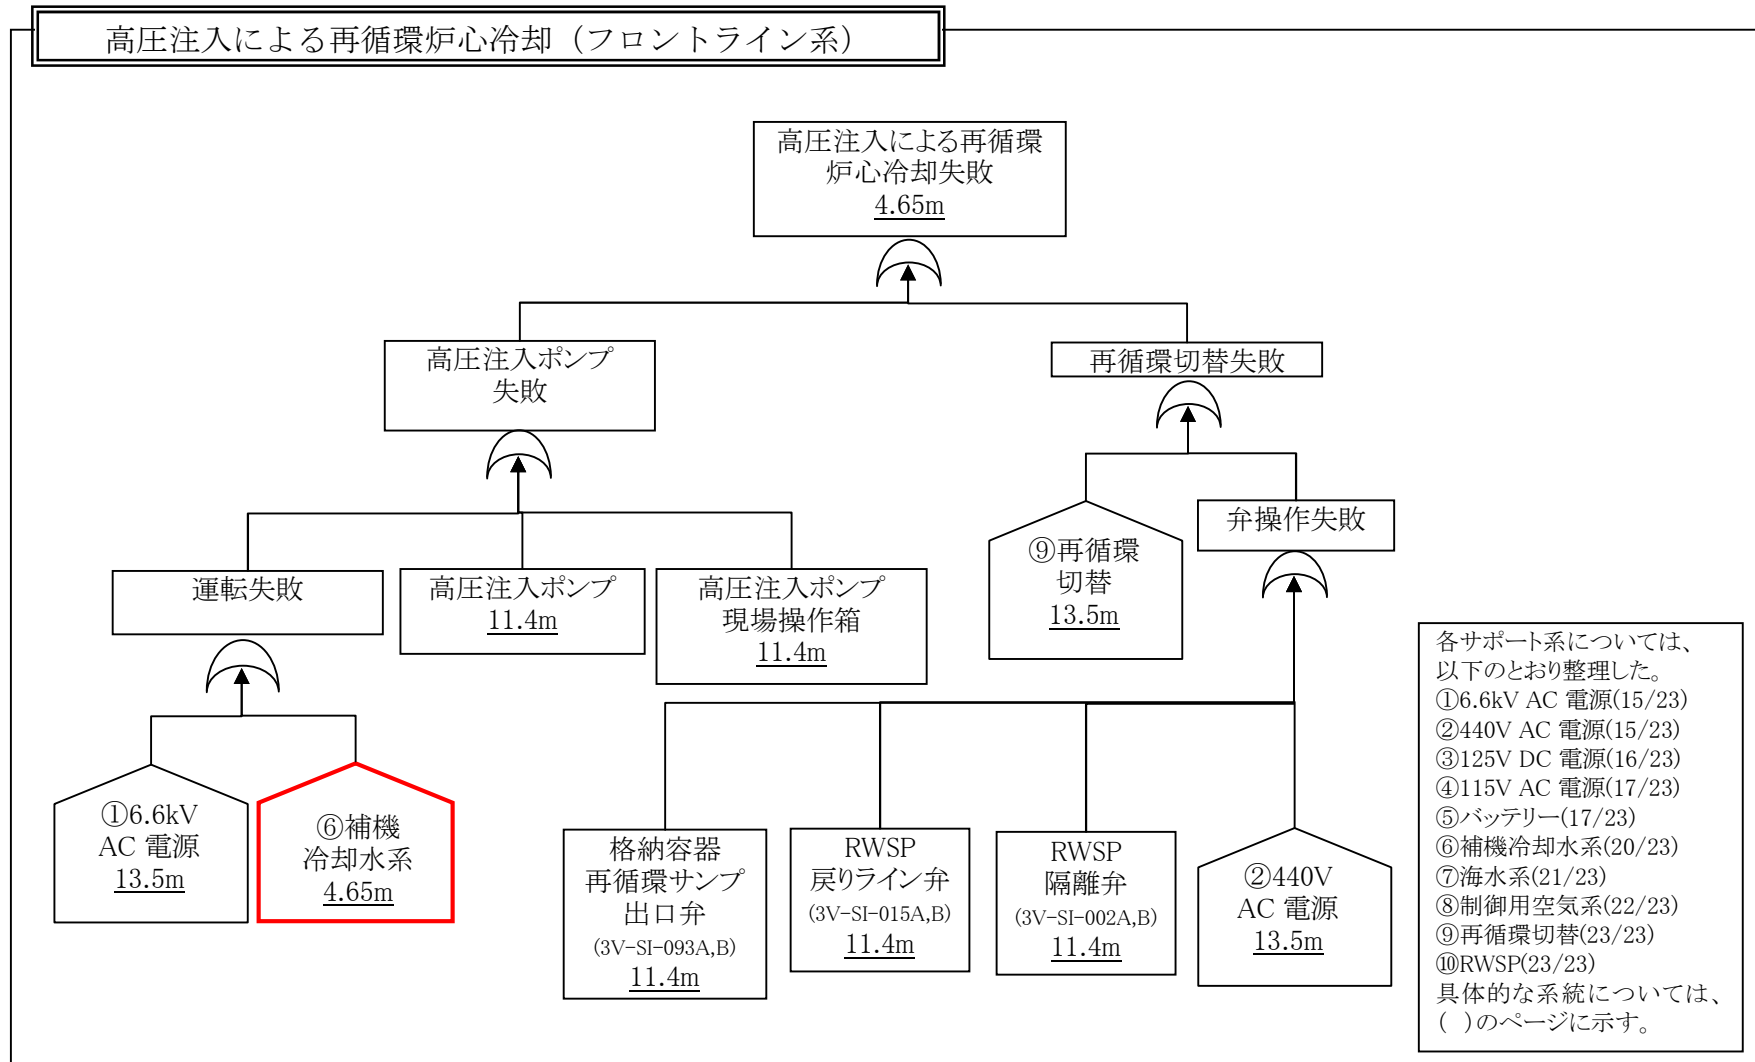 高圧注入による再循環炉心冷却（フロントライン系）
高圧注入による再循環
炉心冷却失敗
4.65m
高圧注入ポンプ
失敗
再循環切替失敗
運転失敗
高圧注入ポンプ
11.4m
高圧注入ポンプ
現場操作箱
11.4m
⑨再循環
切替
13.5m
弁操作失敗
①6.6kV
AC 電源
13.5m
⑥補機
冷却水系
4.65m
格納容器
再循環サンプ
出口弁
(3V-SI-093A,B)
11.4m
RWSP
戻りライン弁
(3V-SI-015A,B)
11.4m
RWSP
隔離弁
(3V-SI-002A,B)
11.4m
②440V
AC 電源
13.5m
各サポート系については、
以下のとおり整理した。
①6.6kV AC 電源(15/23)
②440V AC 電源(15/23)
③125V DC 電源(16/23)
④115V AC 電源(17/23)
⑤バッテリー(17/23)
⑥補機冷却水系(20/23)
⑦海水系(21/23)
⑧制御用空気系(22/23)
⑨再循環切替(23/23)
⑩RWSP(23/23)
具体的な系統については、
( )のページに示す。